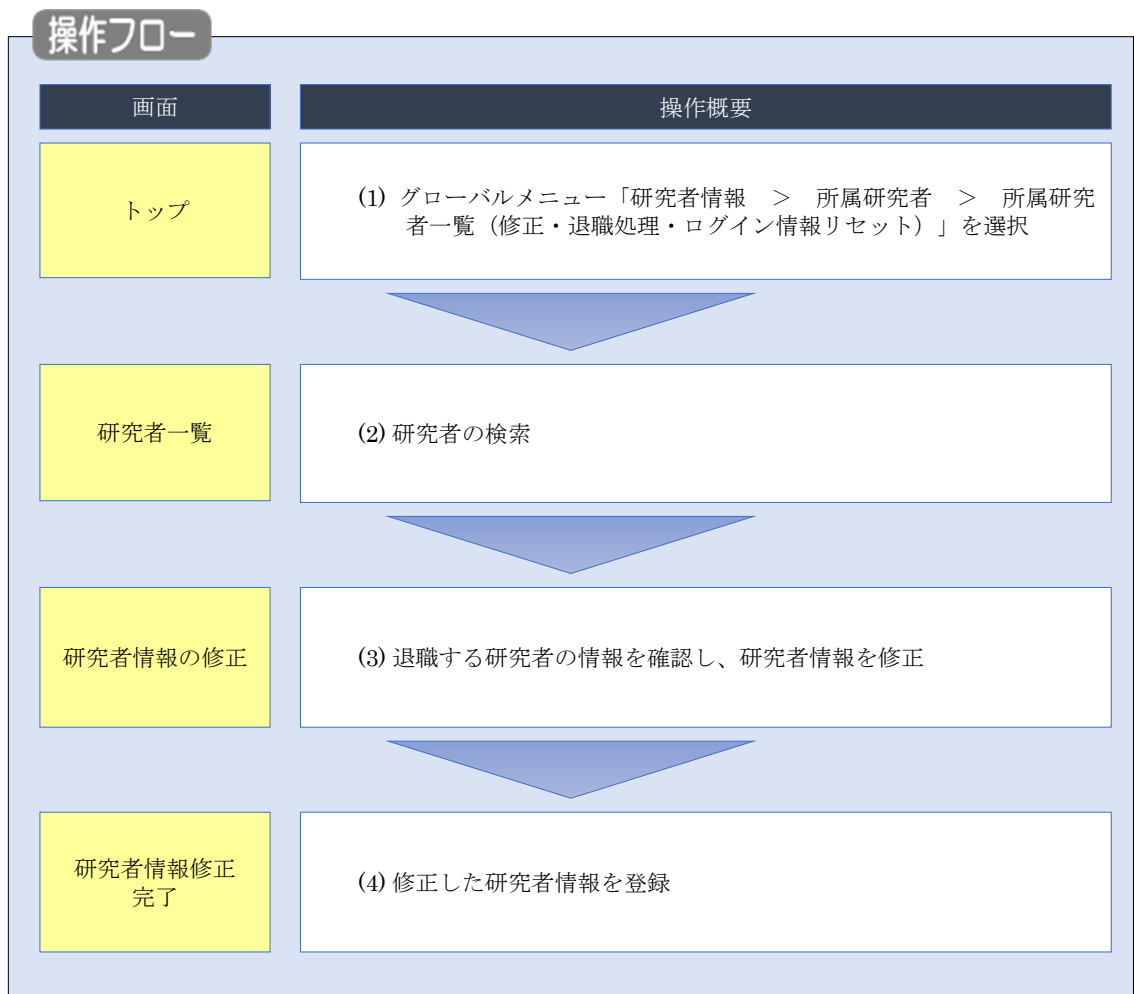 操作フロー
画面
操作概要
トップ
(1) グローバルメニュー「研究者情報　＞　所属研究者　＞　所属研究
者一覧（修正・退職処理・ログイン情報リセット）」を選択
研究者一覧
(2) 研究者の検索
研究者情報の修正
(3) 退職する研究者の情報を確認し、研究者情報を修正
研究者情報修正
完了
(4) 修正した研究者情報を登録